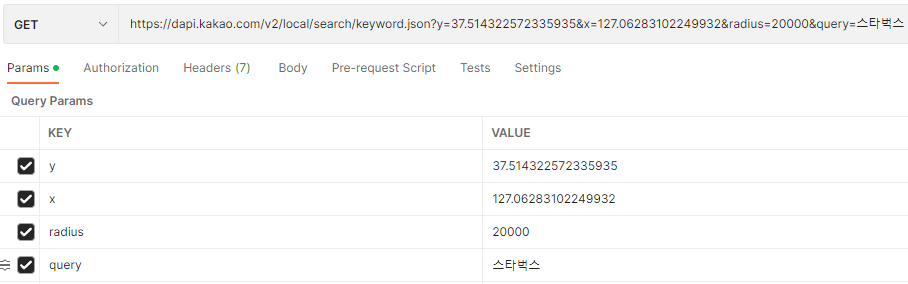 GET https://dapi.kakao.com/v2/local/search/keyword.json?y=37.514322572335935&x=127.06283102249932&radius=20000&query=스타벅스
Params Authorization Headers (7) Body Pre-request Script Tests Settings
Query Params
KEY VALUE
y 37.514322572335935
x 127.06283102249932
radius 20000
query 스타벅스